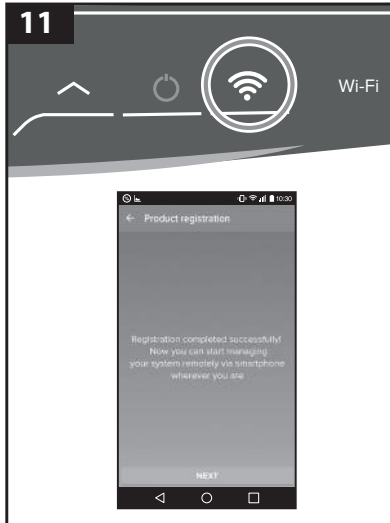 11
Wi-Fi
10:30
Product registration
Registration completed successfully!
Now you can start managing
your system remotely via smartphone
wherever you are
NEXT